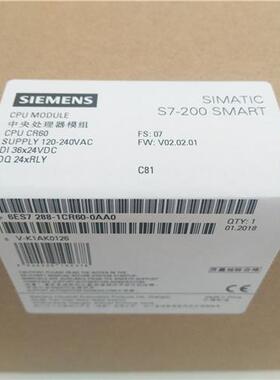 SIEMENS
SIMATIC
S7-200 SMART
CPU MODULE
中央处理器模组
CPU CR60
SUPPLY 120-240VAC
DI 36x24VDC
DQ 24xRLY
FS: 07
FW: V02.02.01
C81
6ES7 288-1CR60-0AA0
QTY: 1
01.2018
V-K1AK0126